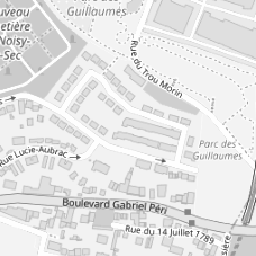 uveau
etière
Noisy-
Sec
Guillaumes
Rue du Trou Morin
Parc des
Guillaumes
Rue Lucie-Aubrac
Boulevard Gabriel Péri
Rue du 14 Juillet 1789